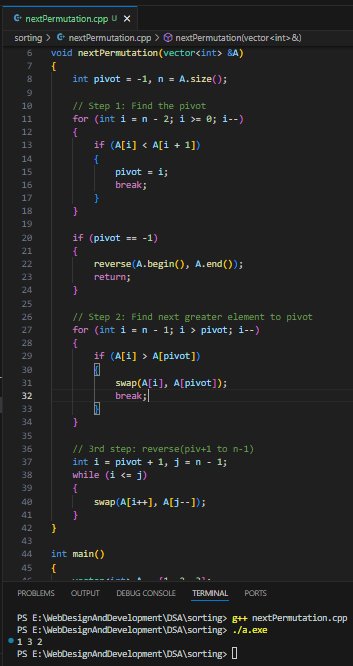 nextPermutation.cpp U
sorting > nextPermutation.cpp > nextPermutation(vector<int>&)
6 void nextPermutation(vector<int> &A)
7 {
8 int pivot = -1, n = A.size();
9
10 // Step 1: Find the pivot
11 for (int i = n - 2; i >= 0; i--)
12 {
13 if (A[i] < A[i + 1])
14 {
15 pivot = i;
16 break;
17 }
18 }
19
20 if (pivot == -1)
21 {
22 reverse(A.begin(), A.end());
23 return;
24 }
25
26 // Step 2: Find next greater element to pivot
27 for (int i = n - 1; i > pivot; i--)
28 {
29 if (A[i] > A[pivot])
30 {
31 swap(A[i], A[pivot]);
32 break;
33 }
34 }
35
36 // 3rd step: reverse(piv+1 to n-1)
37 int i = pivot + 1, j = n - 1;
38 while (i <= j)
39 {
40 swap(A[i++], A[j--]);
41 }
42 }
43
44 int main()
45 {
PROBLEMS OUTPUT DEBUG CONSOLE TERMINAL PORTS
PS E:\WebDesignAndDevelopment\DSA\sorting> g++ nextPermutation.cpp
PS E:\WebDesignAndDevelopment\DSA\sorting> ./a.exe
1 3 2
PS E:\WebDesignAndDevelopment\DSA\sorting>